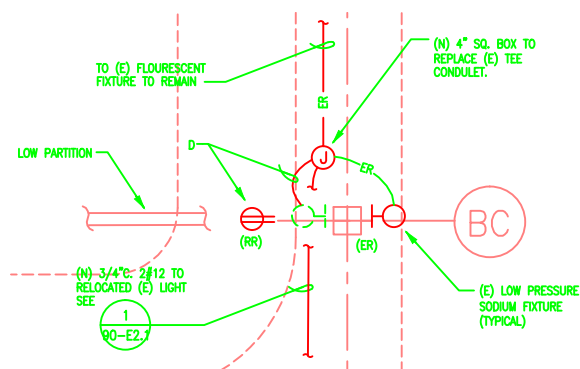 (N) 4" SQ. BOX TO
REPLACE (E) TEE
CONDULET.
TO (E) FLOURESCENT
FIXTURE TO REMAIN
ER
D
LOW PARTITION
J
ER
BC
(RR)
(ER)
(N) 3/4"C. 2#12 TO
RELOCATED (E) LIGHT
SEE
1
90-E2.1
(E) LOW PRESSURE
SODIUM FIXTURE
(TYPICAL)